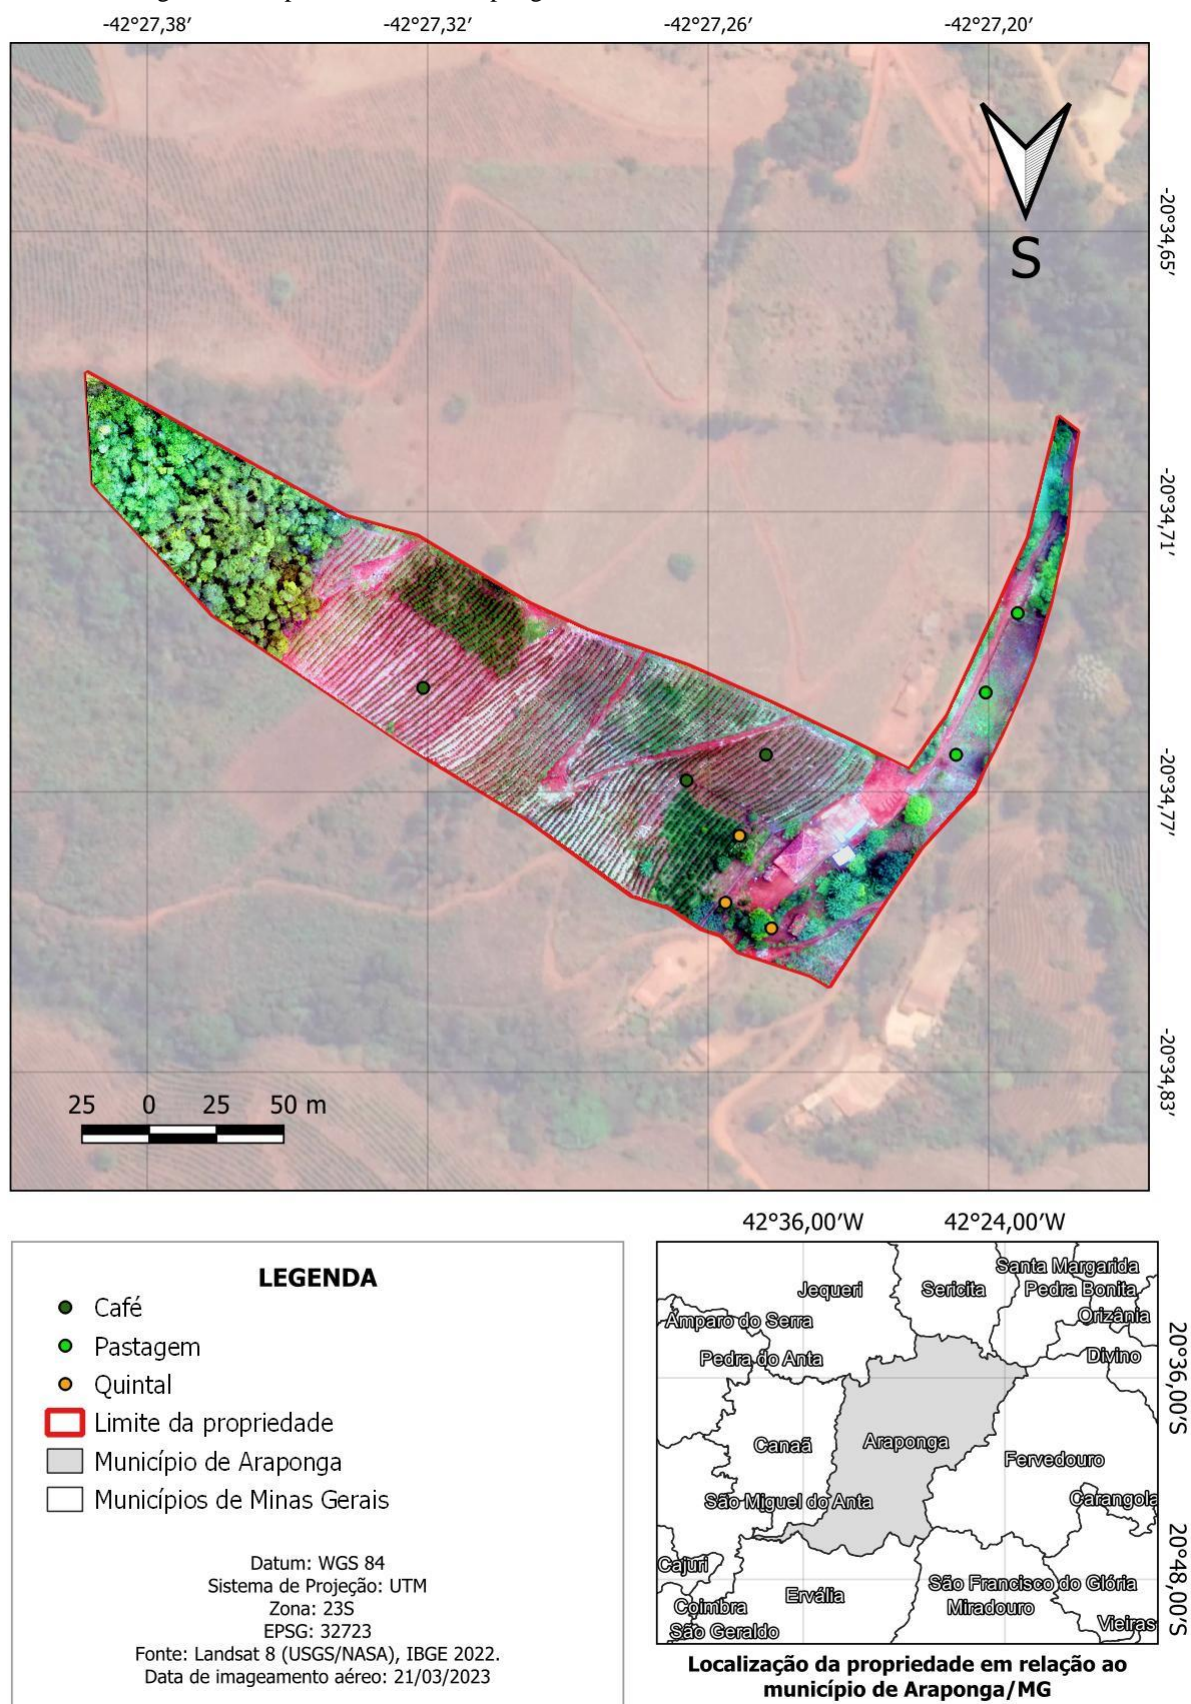 -42°27,38′
-42°27,32′
-42°27,26′
-42°27,20′
S
-20°34,65′
-20°34,71′
-20°34,77′
-20°34,83′
25 0 25 50 m
LEGENDA
Café
Pastagem
Quintal
Limite da propriedade
Município de Araponga
Municípios de Minas Gerais
Datum: WGS 84
Sistema de Projeção: UTM
Zona: 23S
EPSG: 32723
Fonte: Landsat 8 (USGS/NASA), IBGE 2022.
Data de imageamento aéreo: 21/03/2023
42°36,00′W
42°24,00′W
Santa Margarida
Jequeri
Sericita
Pedra Bonita
Orizânia
Amparo do Serra
Pedra do Anta
Divino
Canaã
Araponga
Fervedouro
São Miguel do Anta
Carangola
Cajuri
Ervália
São Francisco do Glória
Coimbra
Miradouro
São Geraldo
Vieiras
20°36,00′S
20°48,00′S
Localização da propriedade em relação ao
município de Araponga/MG